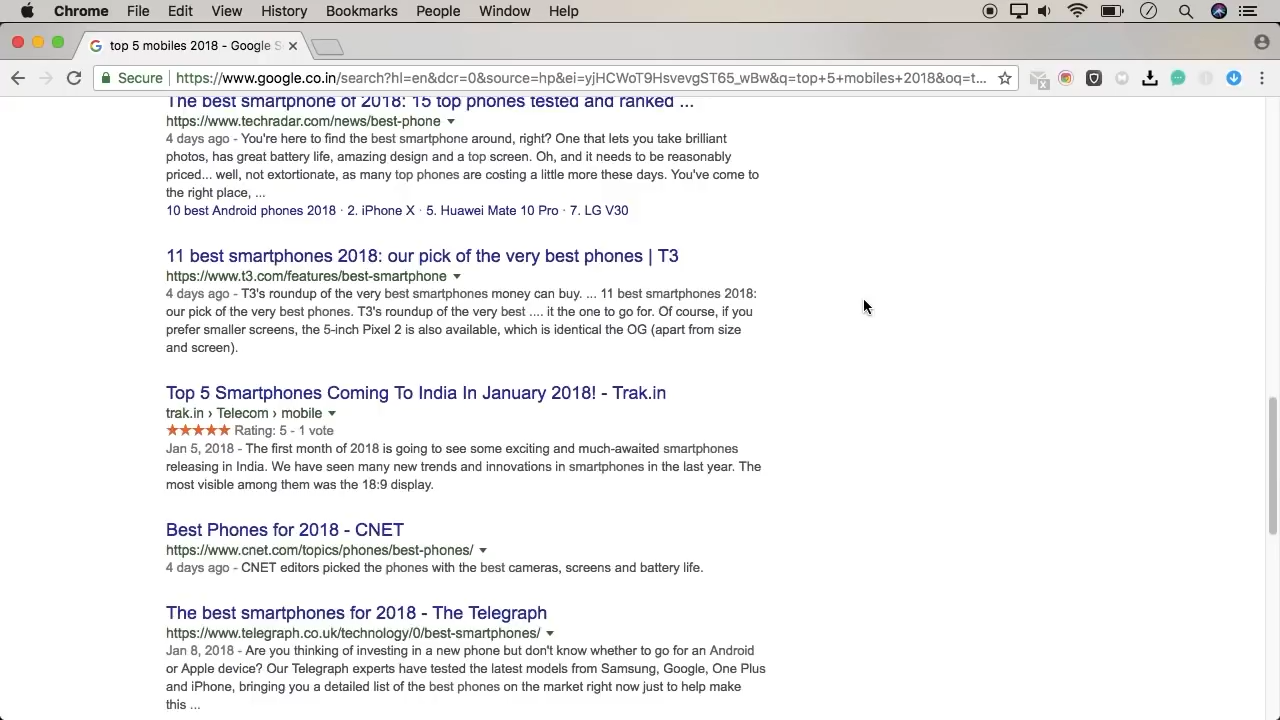 Chrome File Edit View History Bookmarks People Window Help
top 5 mobiles 2018 - Google S
Secure https://www.google.co.in/search?hl=en&dcr=0&source=hp&ei=yjHCWoT9HsvevgST65_wBw&q=top+5+mobiles+2018&oq=t...
The best smartphone of 2018: 15 top phones tested and ranked ...
https://www.techradar.com/news/best-phone
4 days ago - You're here to find the best smartphone around, right? One that lets you take brilliant
photos, has great battery life, amazing design and a top screen. Oh, and it needs to be reasonably
priced... well, not extortionate, as many top phones are costing a little more these days. You've come to
the right place, ...
10 best Android phones 2018 · 2. iPhone X · 5. Huawei Mate 10 Pro · 7. LG V30
11 best smartphones 2018: our pick of the very best phones | T3
https://www.t3.com/features/best-smartphone
4 days ago - T3's roundup of the very best smartphones money can buy. ... 11 best smartphones 2018:
our pick of the very best phones. T3's roundup of the very best .... it the one to go for. Of course, if you
prefer smaller screens, the 5-inch Pixel 2 is also available, which is identical the OG (apart from size
and screen).
Top 5 Smartphones Coming To India In January 2018! - Trak.in
trak.in › Telecom › mobile
Rating: 5 - 1 vote
Jan 5, 2018 - The first month of 2018 is going to see some exciting and much-awaited smartphones
releasing in India. We have seen many new trends and innovations in smartphones in the last year. The
most visible among them was the 18:9 display.
Best Phones for 2018 - CNET
https://www.cnet.com/topics/phones/best-phones/
4 days ago - CNET editors picked the phones with the best cameras, screens and battery life.
The best smartphones for 2018 - The Telegraph
https://www.telegraph.co.uk/technology/0/best-smartphones/
Jan 8, 2018 - Are you thinking of investing in a new phone but don't know whether to go for an Android
or Apple device? Our Telegraph experts have tested the latest models from Samsung, Google, One Plus
and iPhone, bringing you a detailed list of the best phones on the market right now just to help make
this ...